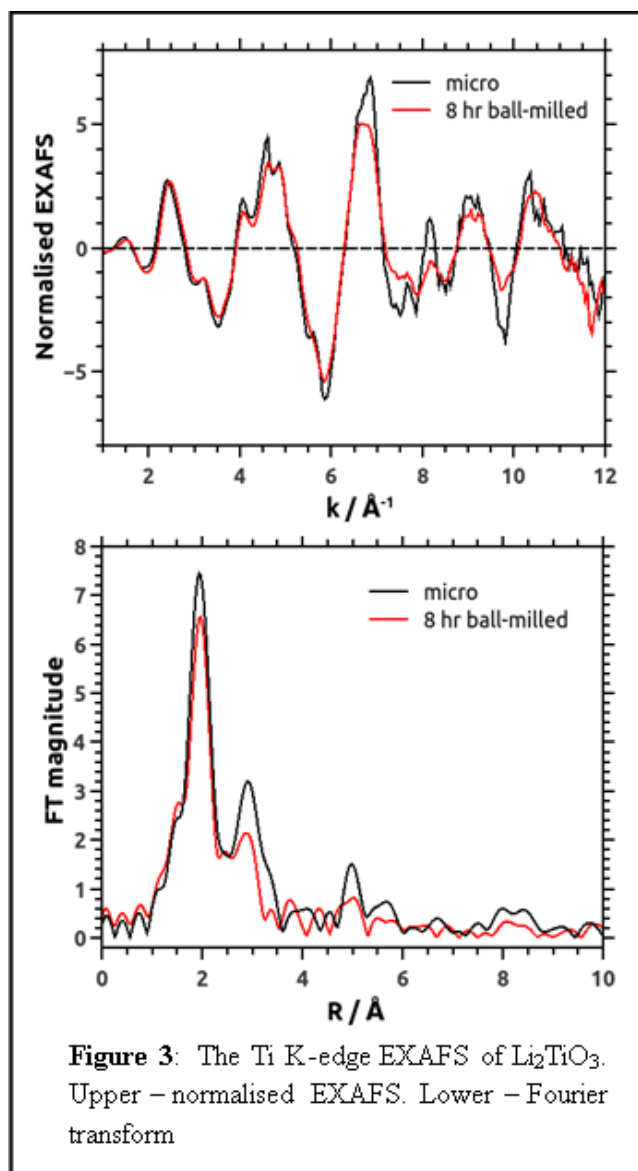 micro
8 hr ball-milled
5
0
−5
Normalised EXAFS
2 4 6 8 10 12
k / Å⁻¹
8
7
6
5
4
3
2
1
0
micro
8 hr ball-milled
FT magnitude
0 2 4 6 8 10
R / Å
Figure 3: The Ti K-edge EXAFS of Li₂TiO₃.
Upper – normalised EXAFS. Lower – Fourier
transform